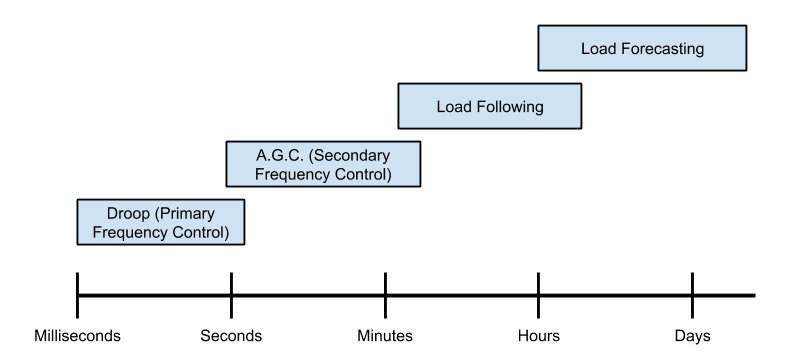 Load Forecasting
Load Following
A.G.C. (Secondary
Frequency Control)
Droop (Primary
Frequency Control)
Milliseconds
Seconds
Minutes
Hours
Days